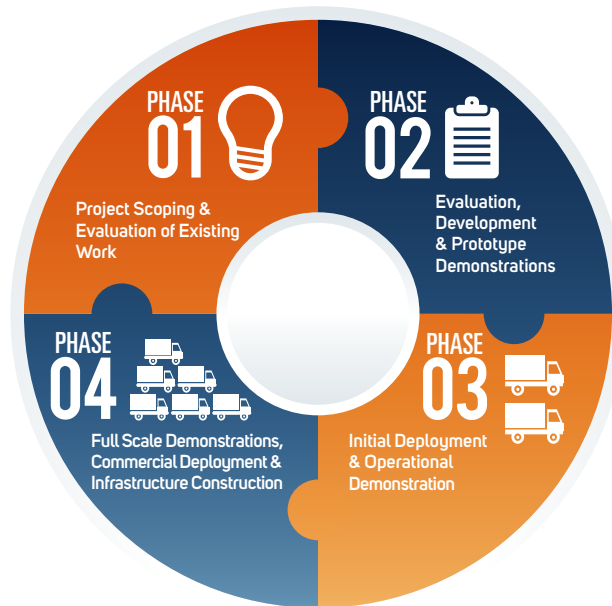 PHASE
01
Project Scoping &
Evaluation of Existing
Work
PHASE
02
Evaluation,
Development
& Prototype
Demonstrations
PHASE
03
Initial Deployment
& Operational
Demonstration
PHASE
04
Full Scale Demonstrations,
Commercial Deployment &
Infrastructure Construction